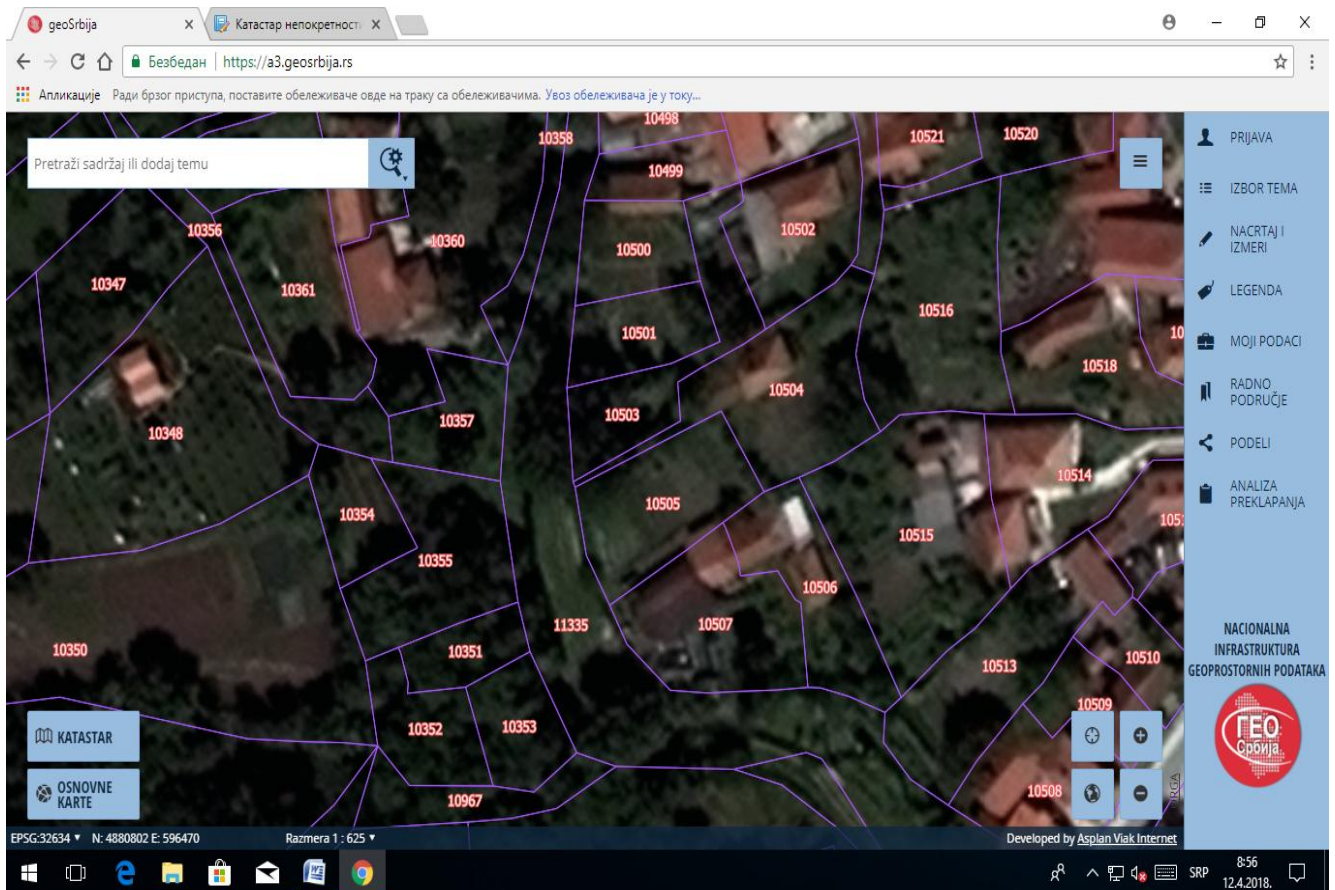 geoSrbija
Катастар непокретност
Безбедан https://a3.geosrbija.rs
Апликације Ради брзог приступа, поставите обележиваче овде на траку са обележивачима. Увоз обележивача је у току...
Pretraži sadržaj ili dodaj temu
10498
10358
10521
10520
10499
10356
10360
10502
10500
10347
10361
10516
10501
10518
10
10504
10503
10357
10348
10505
10514
10354
10515
1051
10355
10506
11335
10507
10350
10351
10513
10510
10509
10352
10353
10508
10967
PRIJAVA
IZBOR TEMA
NACRTAJ I
IZMERI
LEGENDA
MOJI PODACI
RADNO
PODRUČJE
PODELI
ANALIZA
PREKLAPANJA
NACIONALNA
INFRASTRUKTURA
GEOPROSTORNIH PODATAKA
ГЕО
Србија
KATASTAR
OSNOVNE
KARTE
EPSG:32634 N: 4880802 E: 596470 Razmera 1 : 625
Developed by Asplan Viak Internet
SRP
8:56
12.4.2018.